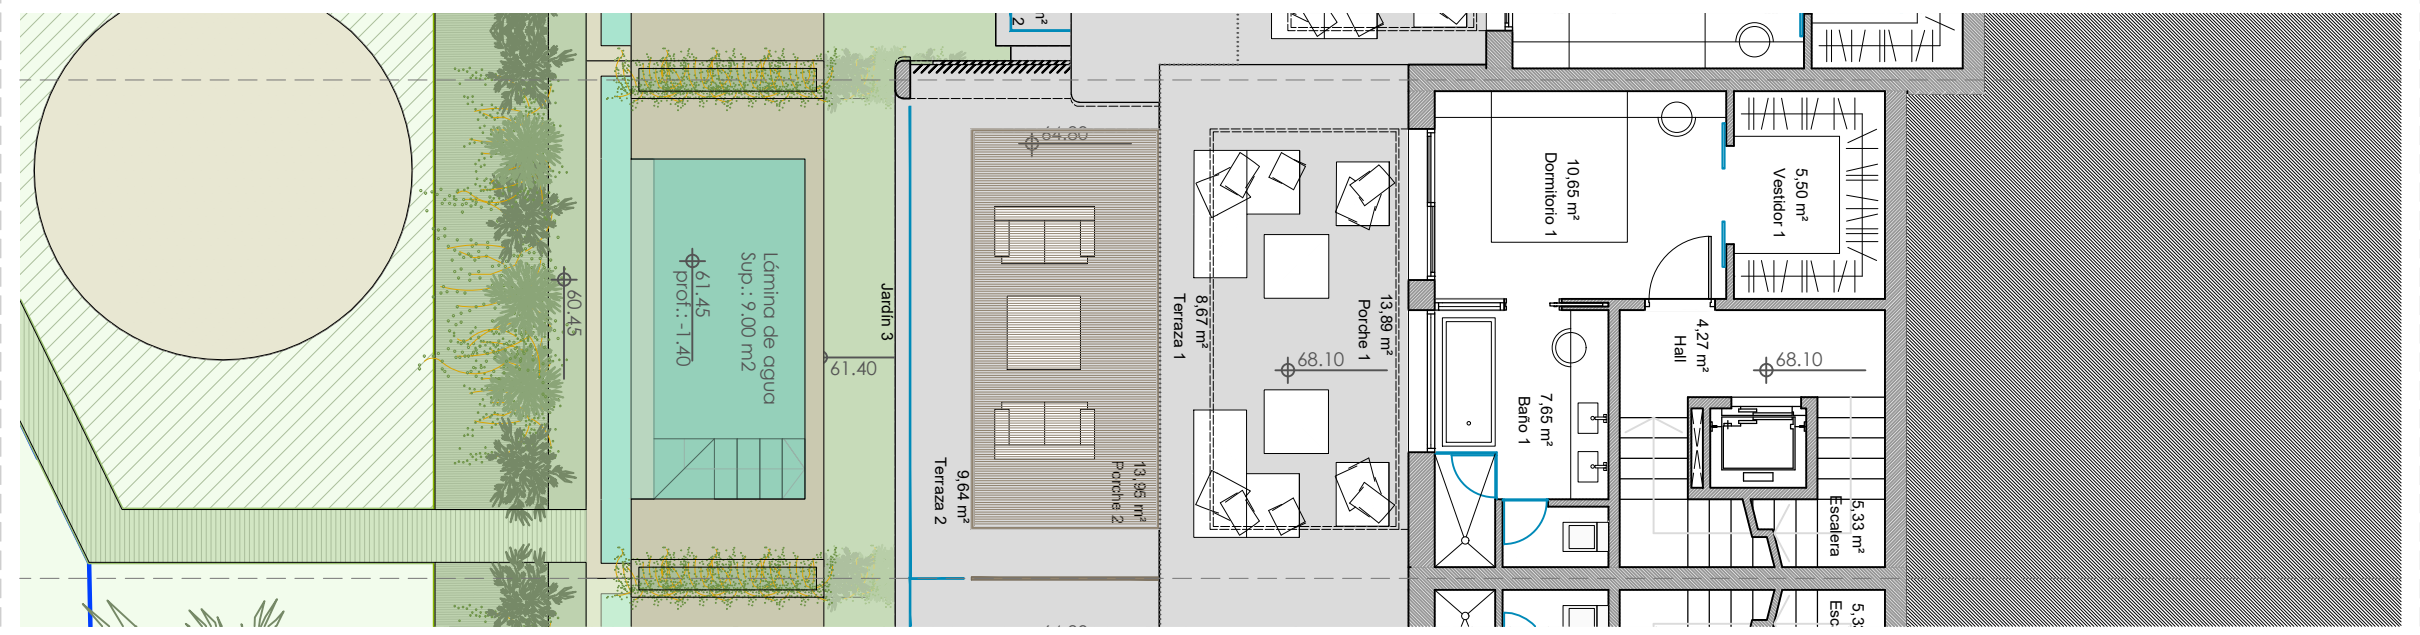 64.80
60.45
61.45
prof.: -1.40
Lámina de agua
Sup.: 9.00 m2
Jardín 3
61.40
9,64 m²
Terraza 2
13,95 m²
Porche 2
8,67 m²
Terraza 1
13,89 m²
Porche 1
68.10
10,65 m²
Dormitorio 1
5,50 m²
Vestidor 1
4,27 m²
Hall
68.10
7,65 m²
Baño 1
5,33 m²
Escalera